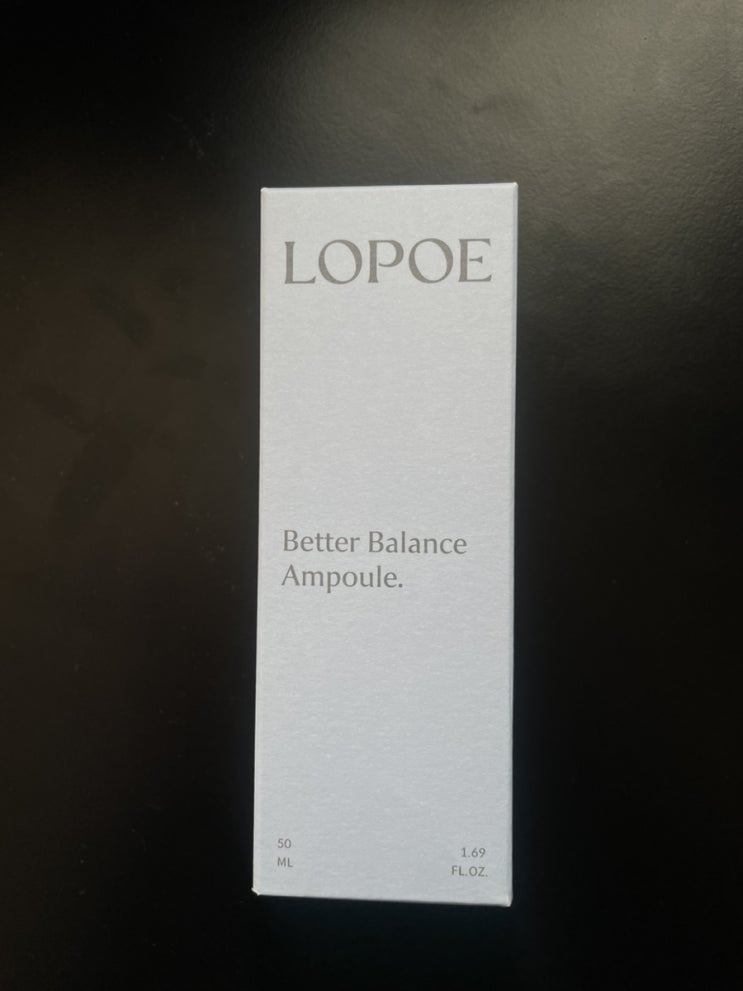 LOPOE
Better Balance
Ampoule.
50
ML
1.69
FL.OZ.